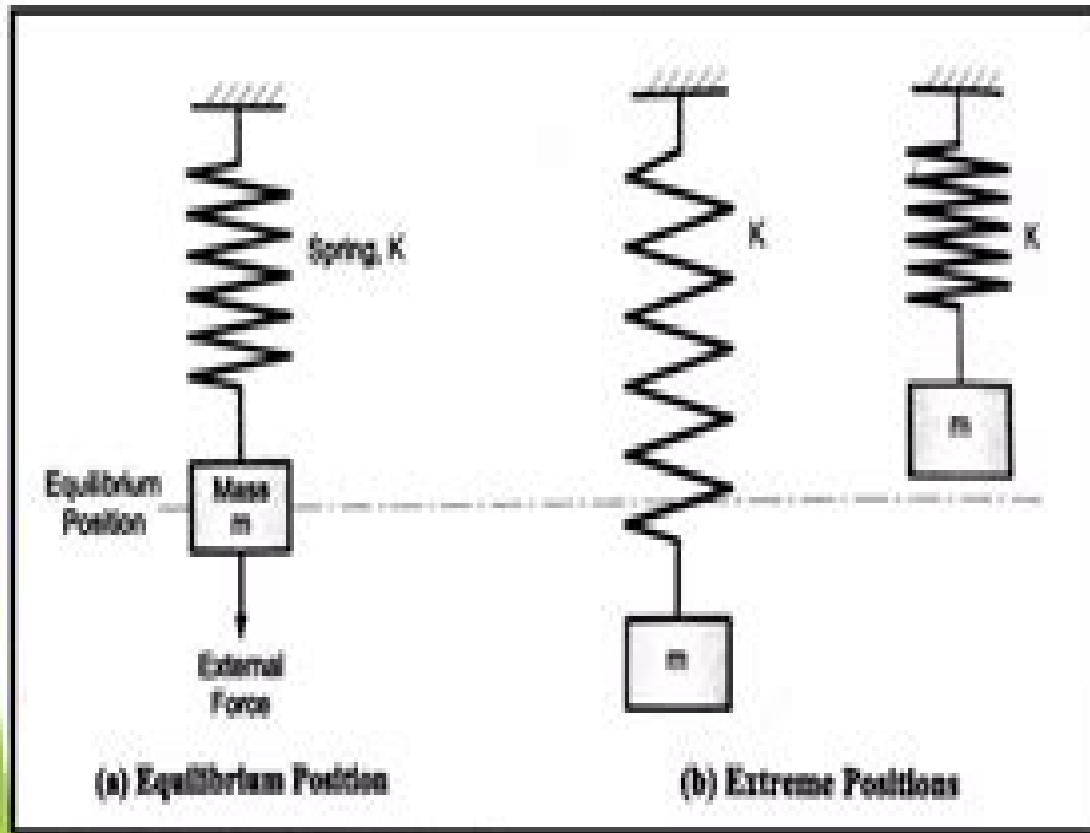 Spring, K
K
K
Equilibrium
Position
Mass
m
m
m
External
Force
(a) Equilibrium Position
(b) Extreme Positions